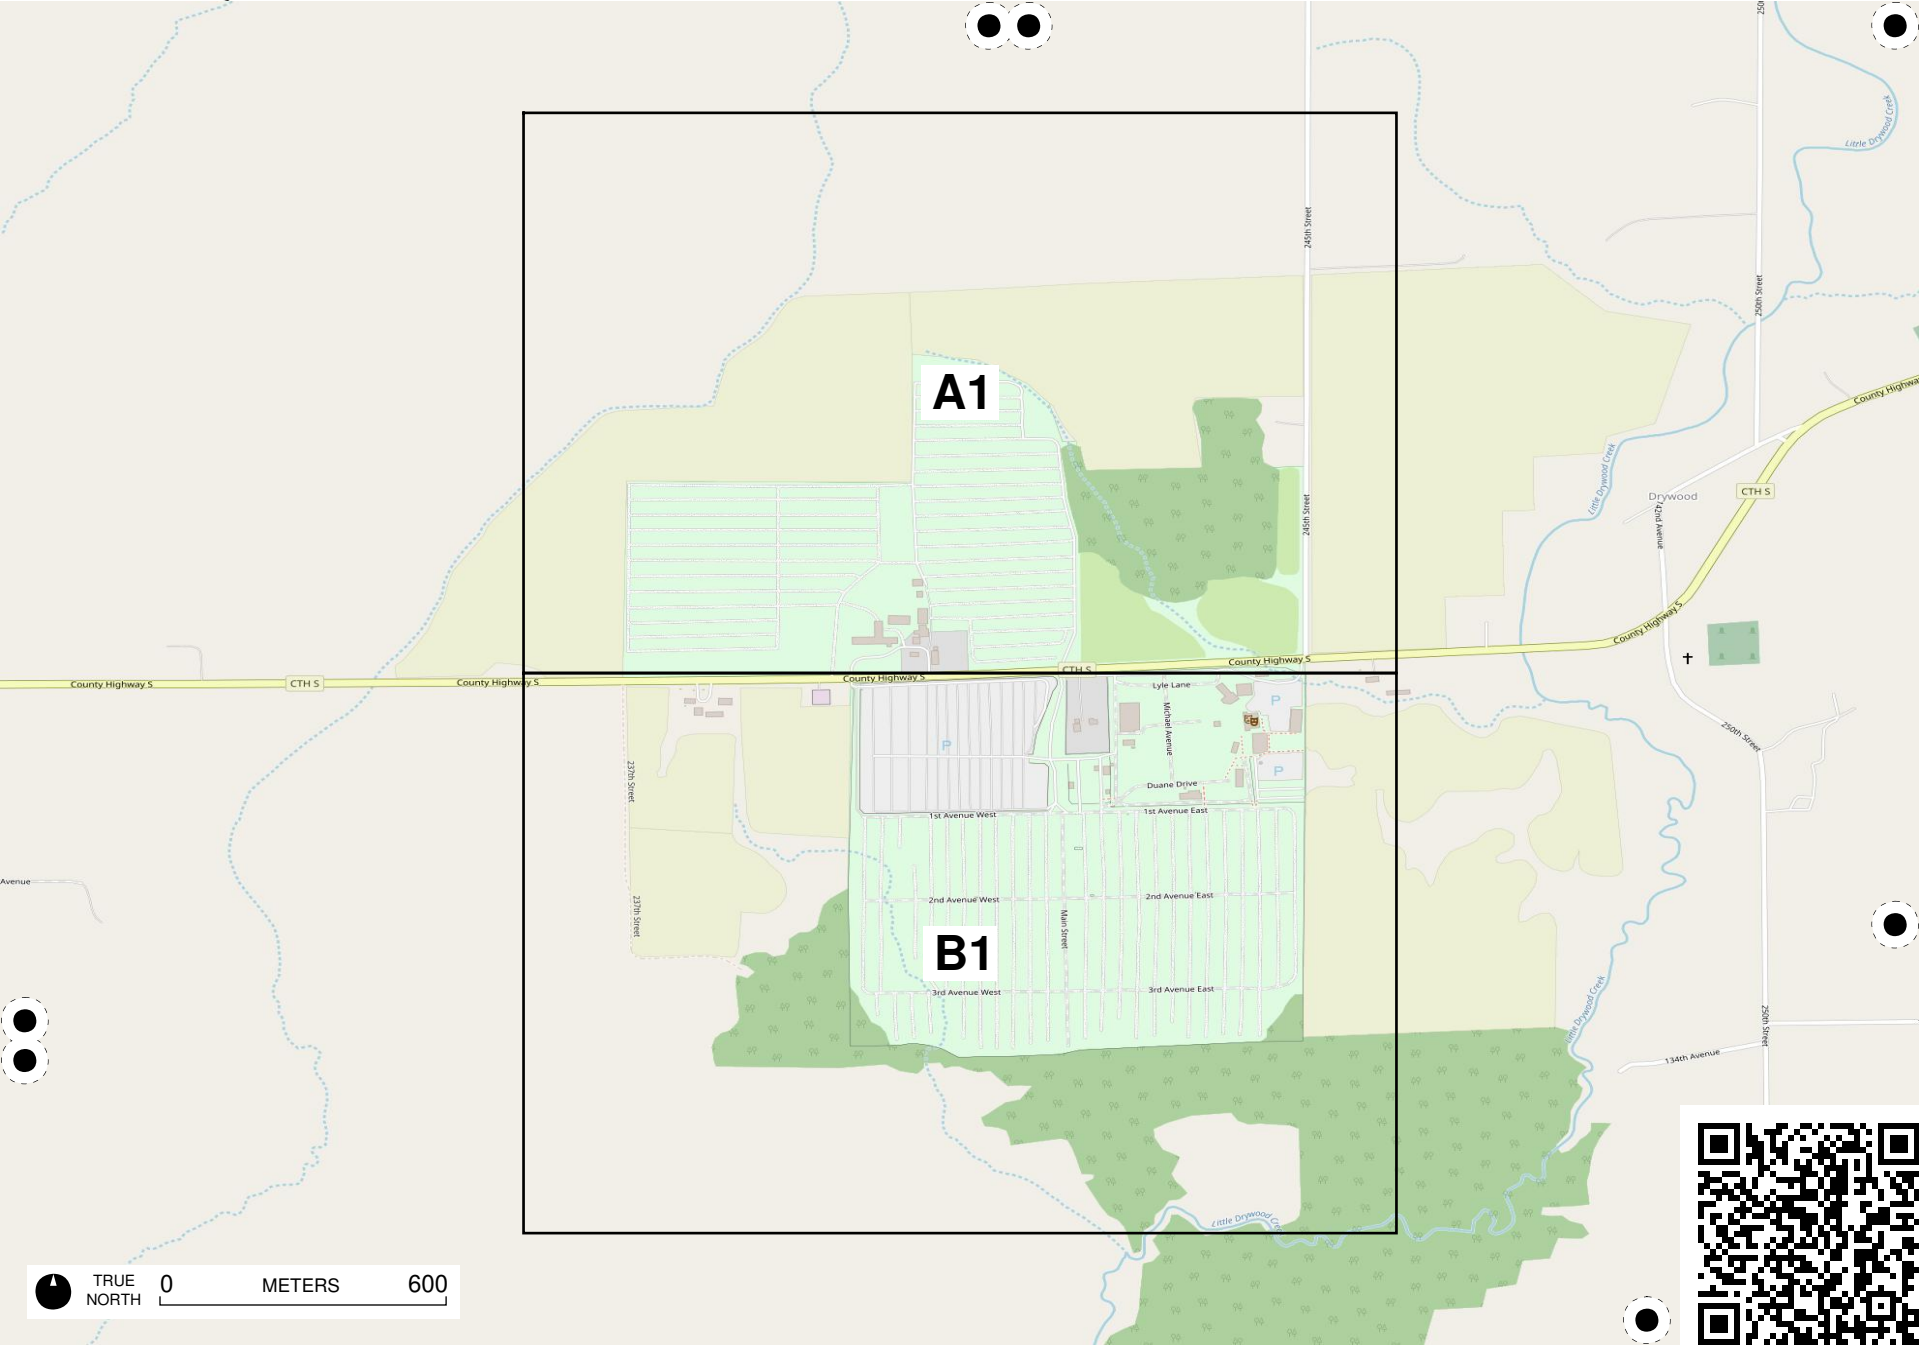 250
Little Drywood Creek
245th Street
250th Street
A1
County Highway
Little Drywood Creek
Drywood
CTH S
245th Street
142nd Avenue
County Highway S
County Highway S
CTH S
County Highway S
CTH S
County Highway S
County Highway S
Lyle Lane
P
Michael Avenue
250th Street
P
237th Street
P
Duane Drive
1st Avenue West
1st Avenue East
Avenue
2nd Avenue West
2nd Avenue East
237th Street
Main Street
B1
3rd Avenue West
3rd Avenue East
Little Drywood Creek
250th Street
134th Avenue
Little Drywood Cree
TRUE
NORTH
0 METERS 600